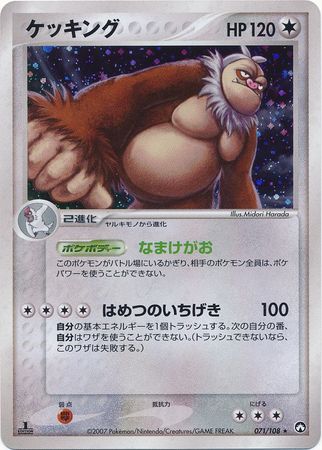 ケッキング HP120
Illus.Midori Harada
2進化 ヤルキモノから進化
ポケボディー なまけがお
このポケモンがバトル場にいるかぎり、相手のポケモン全員は、ポケ
パワーを使うことができない。
はめつのいちげき 100
自分の基本エネルギーを1個トラッシュする。次の自分の番、
自分はワザを使うことができない。(トラッシュできないなら、
このワザは失敗する。)
弱点 抵抗力 にげる
1 EDITION ©2007 Pokémon/Nintendo/Creatures/GAME FREAK 071/108 ★